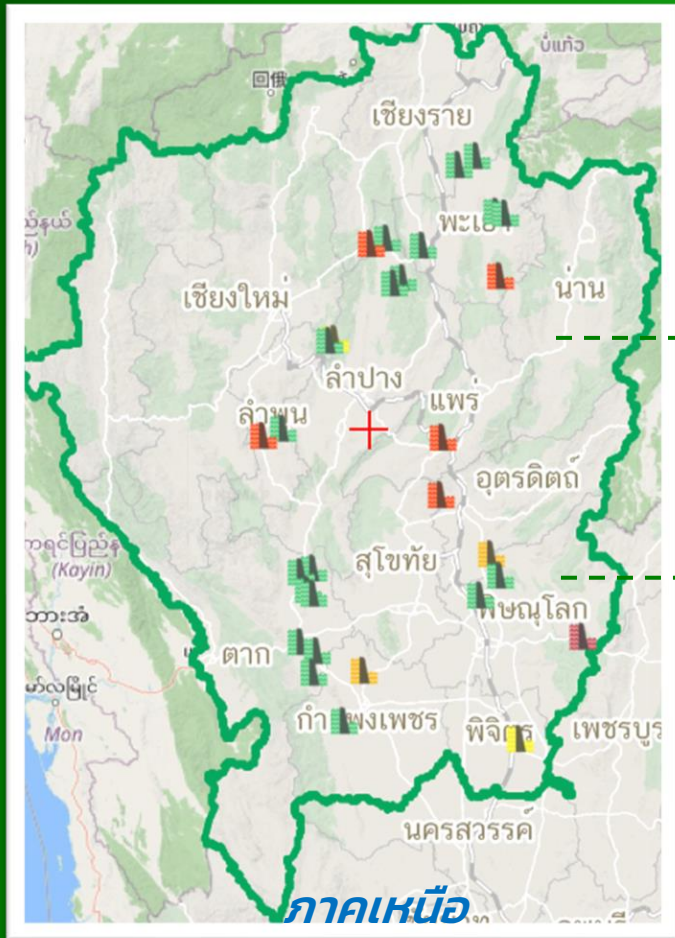 บํแก้ว
เชียงราย
พะเยา
เชียงใหม่
น่าน
ลำปาง
แพร่
ลำพูน
อุตรดิตถ์
สุโขทัย
(Kayin)
ဘားအံ
พิษณุโลก
ตาก
Mon
กำแพงเพชร
พิจิตร
เพชรบูร
นครสวรรค์
ภาคเหนือ